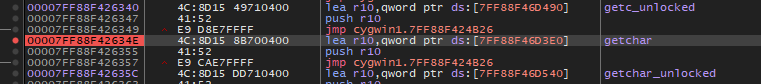 00007FF88F426340 4C:8D15 49710400 lea r10,qword ptr ds:[7FF88F46D490] getc_unlocked
00007FF88F426347 41:52 push r10
00007FF88F426349 E9 D8E7FFFF jmp cygwin1.7FF88F424B26
00007FF88F42634E 4C:8D15 8B700400 lea r10,qword ptr ds:[7FF88F46D3E0] getchar
00007FF88F426355 41:52 push r10
00007FF88F426357 E9 CAE7FFFF jmp cygwin1.7FF88F424B26
00007FF88F42635C 4C:8D15 DD710400 lea r10,qword ptr ds:[7FF88F46D540] getchar_unlocked